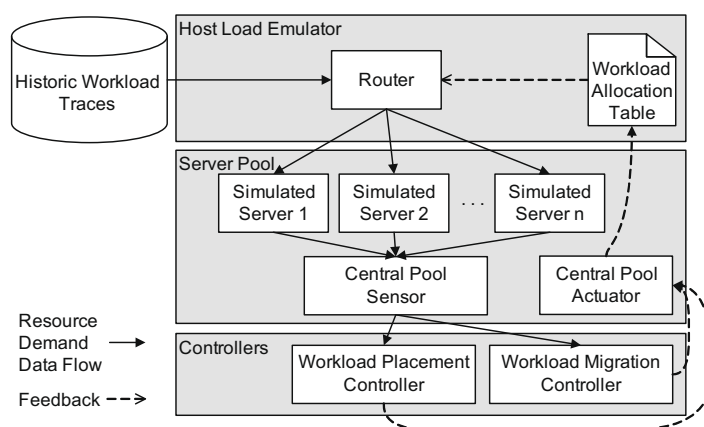 Host Load Emulator
Historic Workload
Traces
Router
Workload
Allocation
Table
Server Pool
Simulated
Server 1
Simulated
Server 2
. . .
Simulated
Server n
Central Pool
Sensor
Central Pool
Actuator
Resource
Demand
Data Flow
Feedback
Controllers
Workload Placement
Controller
Workload Migration
Controller